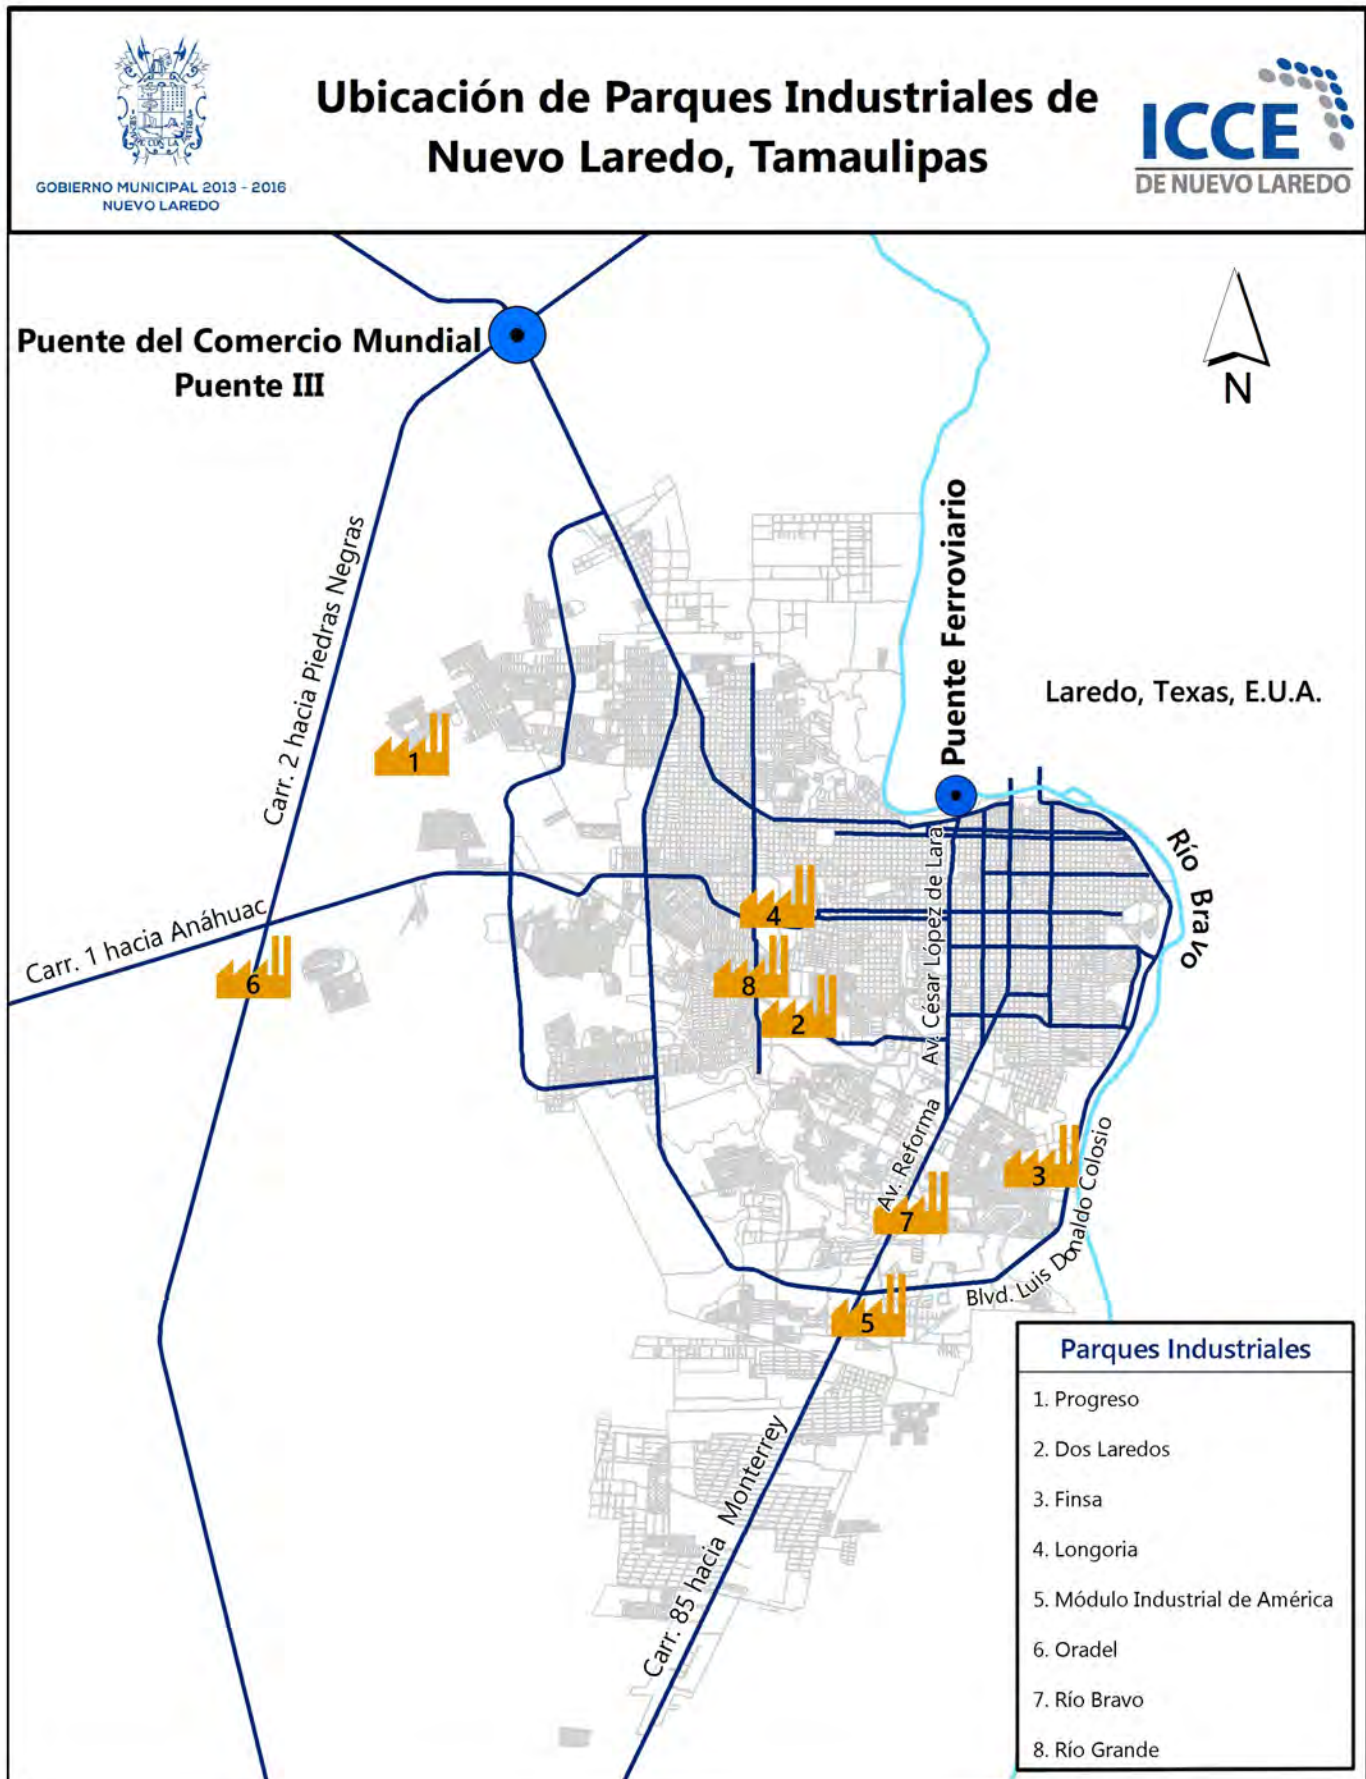 Ubicación de Parques Industriales de
Nuevo Laredo, Tamaulipas
GOBIERNO MUNICIPAL 2013 - 2016
NUEVO LAREDO
ICCE
DE NUEVO LAREDO
Puente del Comercio Mundial
Puente III
N
Carr. 2 hacia Piedras Negras
Puente Ferroviario
Laredo, Texas, E.U.A.
1
Río Bravo
Av. César López de Lara
4
Carr. 1 hacia Anáhuac
6
8
2
Av. Reforma
3
7
Blvd. Luis Donaldo Colosio
5
Carr. 85 hacia Monterrey
Parques Industriales
1. Progreso
2. Dos Laredos
3. Finsa
4. Longoria
5. Módulo Industrial de América
6. Oradel
7. Río Bravo
8. Río Grande